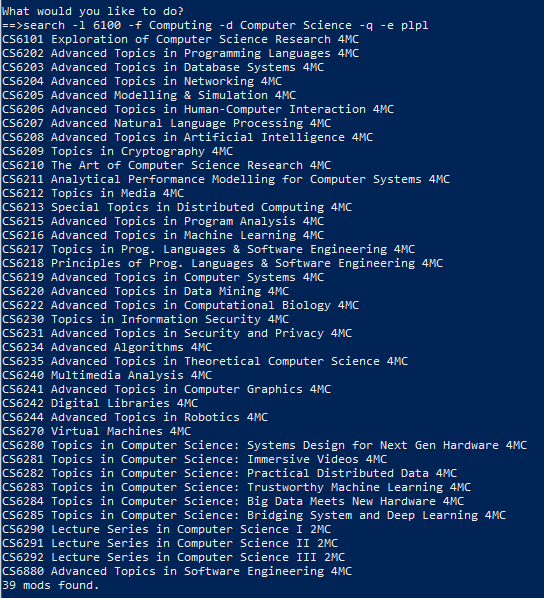 What would you like to do?
==>search -l 6100 -f Computing -d Computer Science -q -e plpl
CS6101 Exploration of Computer Science Research 4MC
CS6202 Advanced Topics in Programming Languages 4MC
CS6203 Advanced Topics in Database Systems 4MC
CS6204 Advanced Topics in Networking 4MC
CS6205 Advanced Modelling & Simulation 4MC
CS6206 Advanced Topics in Human-Computer Interaction 4MC
CS6207 Advanced Natural Language Processing 4MC
CS6208 Advanced Topics in Artificial Intelligence 4MC
CS6209 Topics in Cryptography 4MC
CS6210 The Art of Computer Science Research 4MC
CS6211 Analytical Performance Modelling for Computer Systems 4MC
CS6212 Topics in Media 4MC
CS6213 Special Topics in Distributed Computing 4MC
CS6215 Advanced Topics in Program Analysis 4MC
CS6216 Advanced Topics in Machine Learning 4MC
CS6217 Topics in Prog. Languages & Software Engineering 4MC
CS6218 Principles of Prog. Languages & Software Engineering 4MC
CS6219 Advanced Topics in Computer Systems 4MC
CS6220 Advanced Topics in Data Mining 4MC
CS6222 Advanced Topics in Computational Biology 4MC
CS6230 Topics in Information Security 4MC
CS6231 Advanced Topics in Security and Privacy 4MC
CS6234 Advanced Algorithms 4MC
CS6235 Advanced Topics in Theoretical Computer Science 4MC
CS6240 Multimedia Analysis 4MC
CS6241 Advanced Topics in Computer Graphics 4MC
CS6242 Digital Libraries 4MC
CS6244 Advanced Topics in Robotics 4MC
CS6270 Virtual Machines 4MC
CS6280 Topics in Computer Science: Systems Design for Next Gen Hardware 4MC
CS6281 Topics in Computer Science: Immersive Videos 4MC
CS6282 Topics in Computer Science: Practical Distributed Data 4MC
CS6283 Topics in Computer Science: Trustworthy Machine Learning 4MC
CS6284 Topics in Computer Science: Big Data Meets New Hardware 4MC
CS6285 Topics in Computer Science: Bridging System and Deep Learning 4MC
CS6290 Lecture Series in Computer Science I 2MC
CS6291 Lecture Series in Computer Science II 2MC
CS6292 Lecture Series in Computer Science III 2MC
CS6880 Advanced Topics in Software Engineering 4MC
39 mods found.